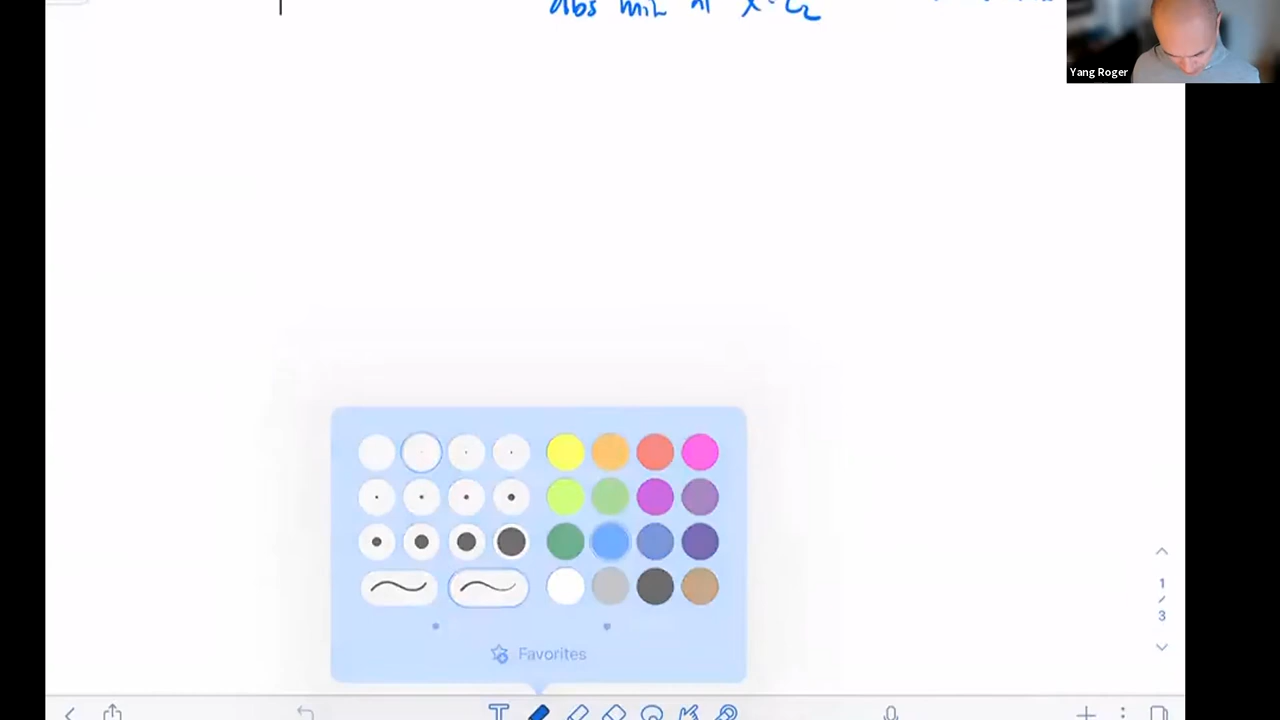 abs min at x=c₂
Yang Roger
1
/
3
Favorites
T